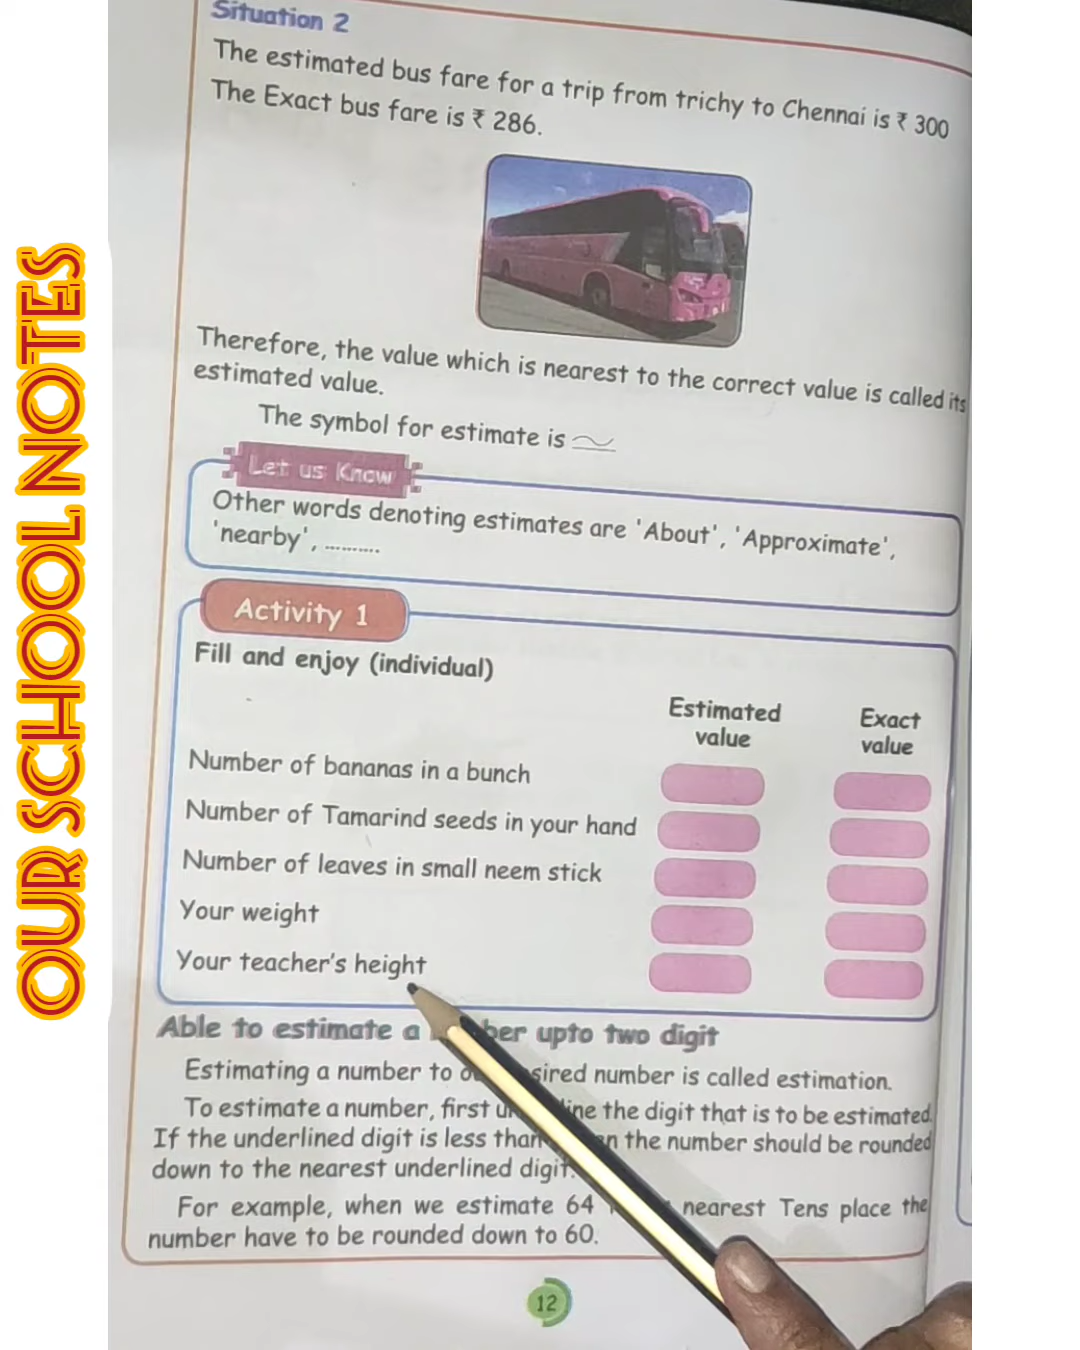 OUR SCHOOL NOTES
Situation 2
The estimated bus fare for a trip from trichy to Chennai is ₹ 300
The Exact bus fare is ₹ 286.
Therefore, the value which is nearest to the correct value is called its
estimated value.
The symbol for estimate is ≃
Let us Know
Other words denoting estimates are 'About', 'Approximate',
'nearby', ..........
Activity 1
Fill and enjoy (individual)
Estimated value
Exact value
Number of bananas in a bunch
Number of Tamarind seeds in your hand
Number of leaves in small neem stick
Your weight
Your teacher's height
Able to estimate a upto two digit
Estimating a number to number is called estimation.
To estimate a number, first the digit that is to be estimated.
If the underlined digit is less than the number should be rounded
down to the nearest underlined digit.
For example, when we estimate 64 nearest Tens place the
number have to be rounded down to 60.
12